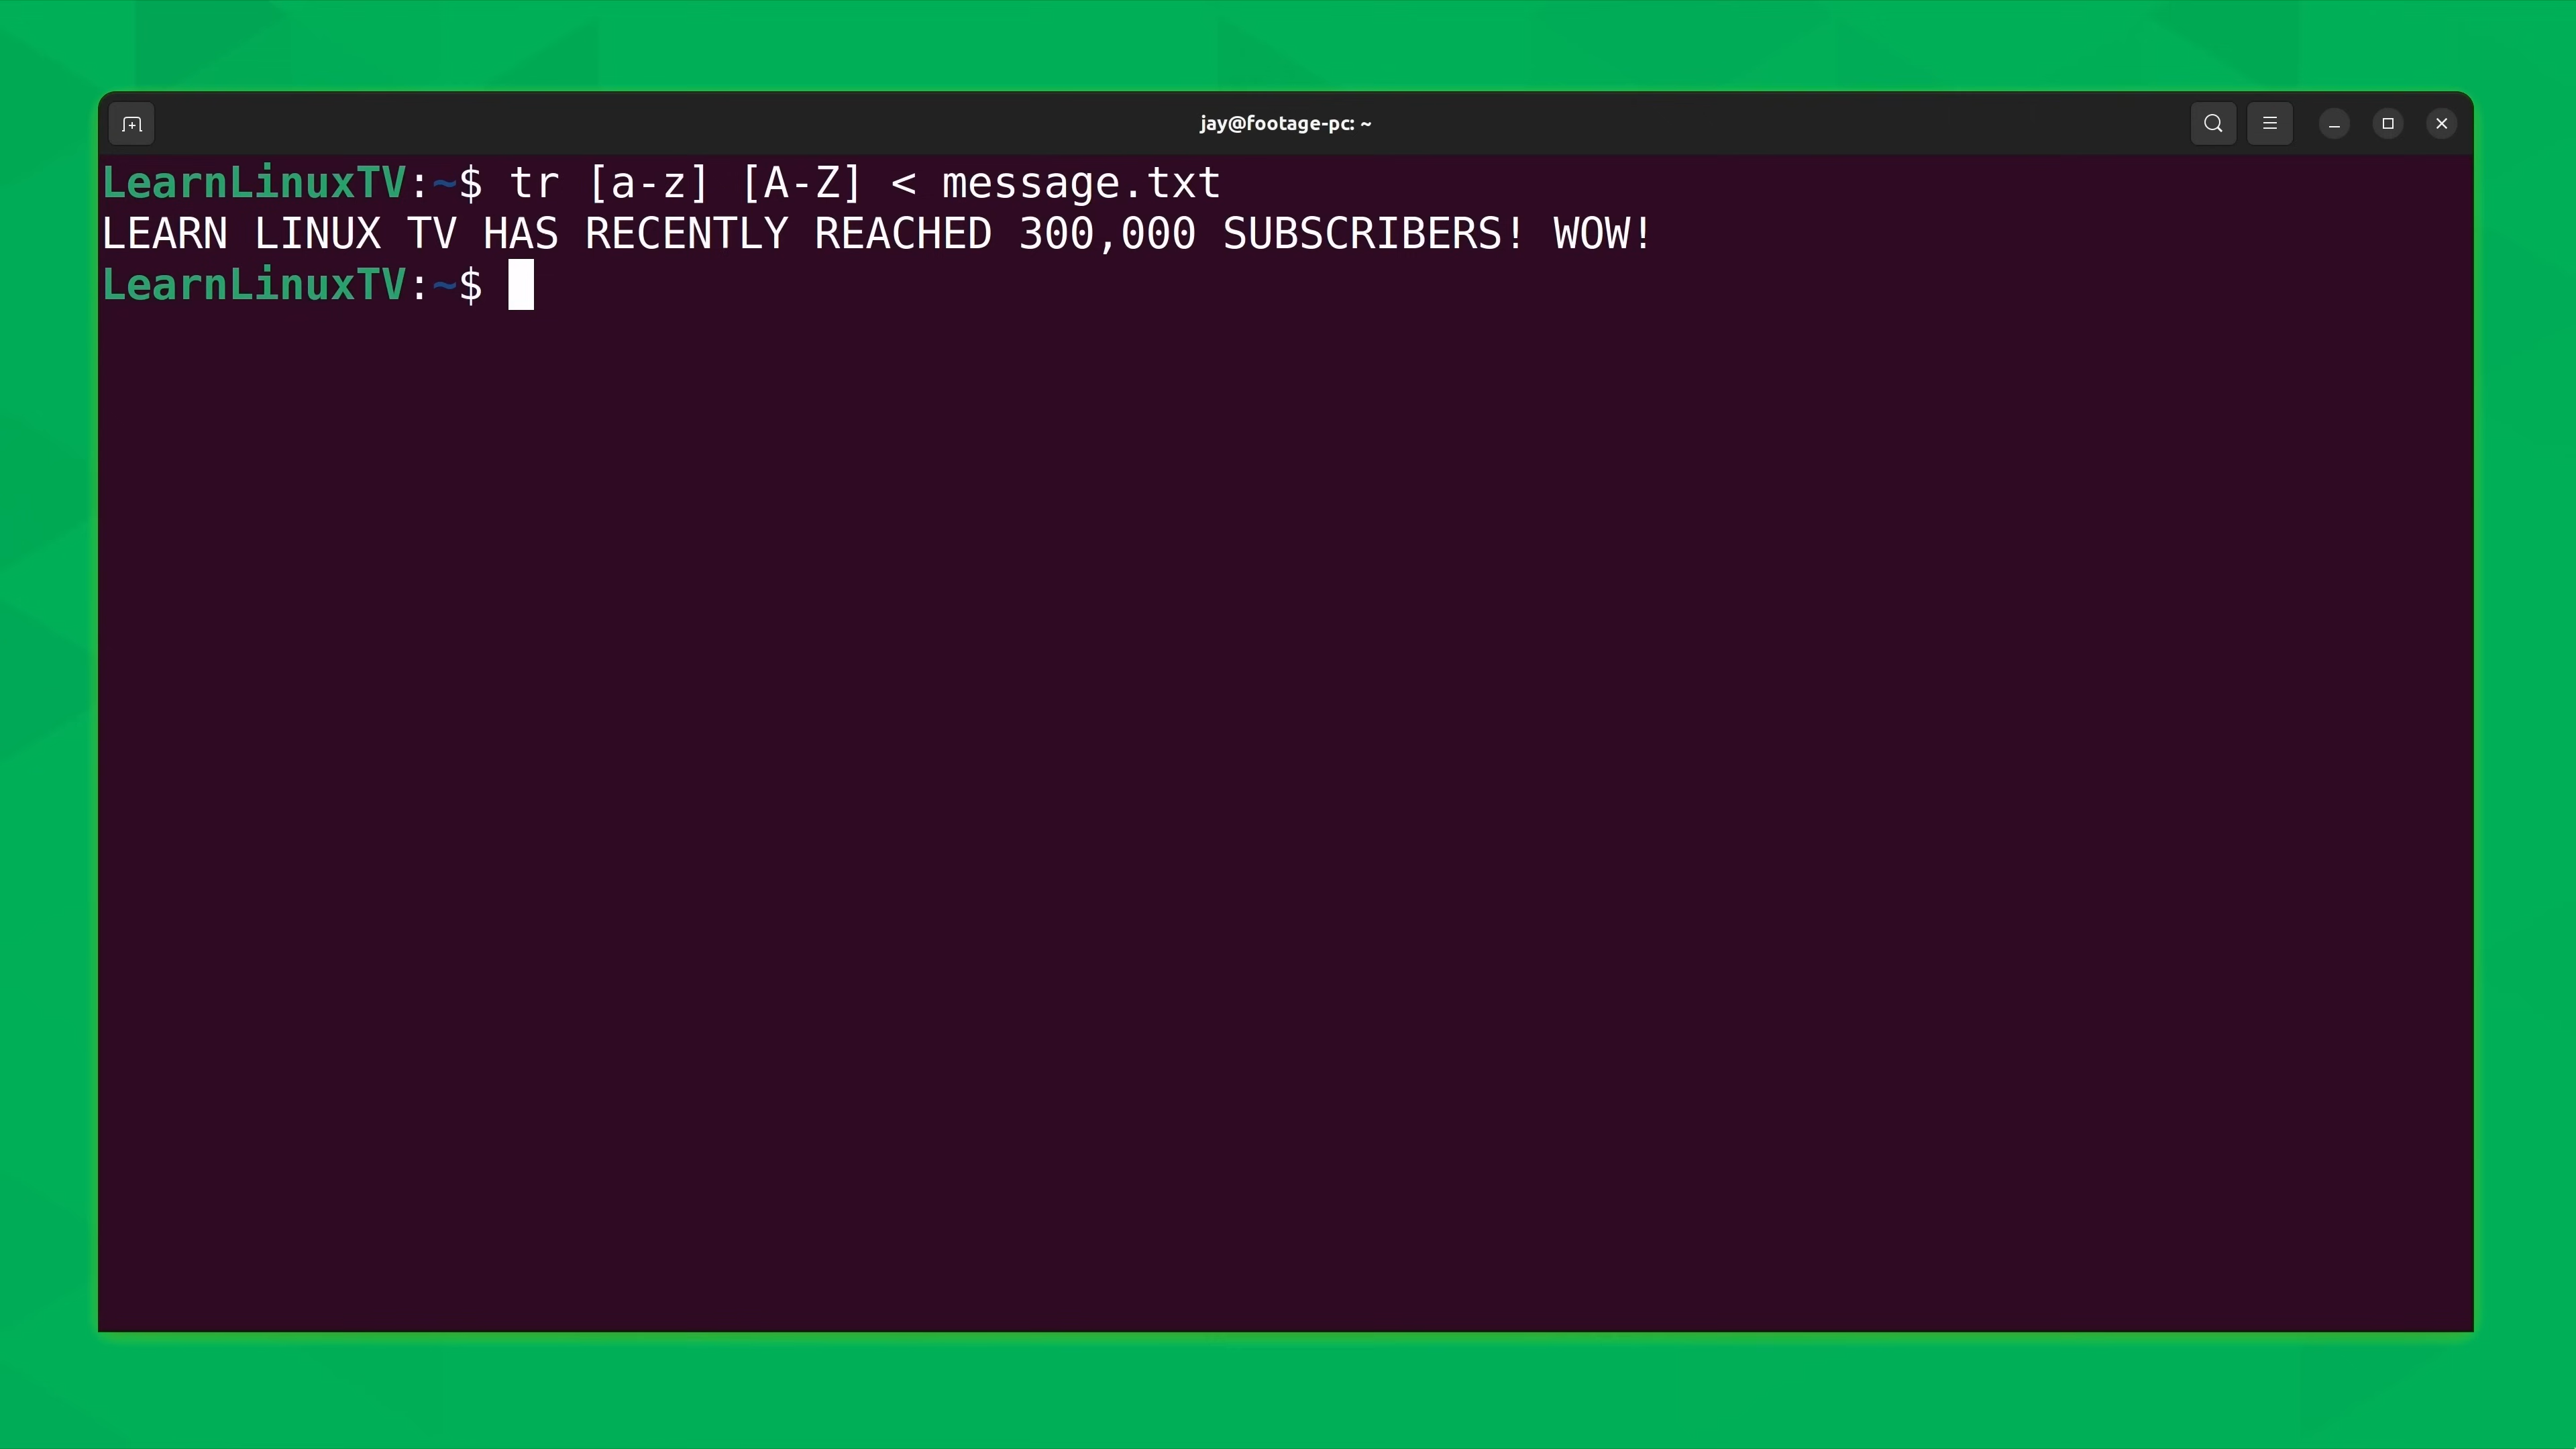 jay@footage-pc: ~
LearnLinuxTV:~$ tr [a-z] [A-Z] < message.txt
LEARN LINUX TV HAS RECENTLY REACHED 300,000 SUBSCRIBERS! WOW!
LearnLinuxTV:~$